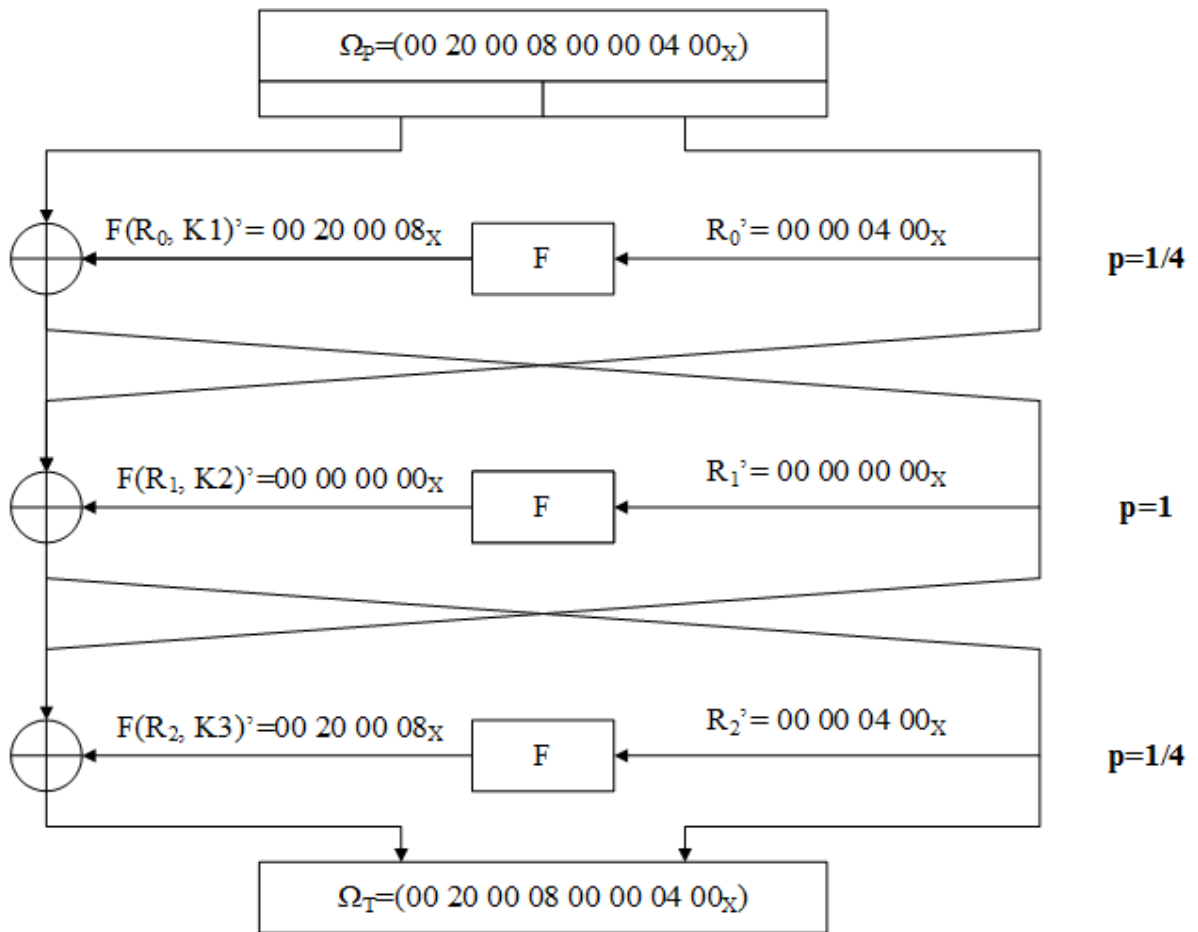 Ω_P=(00 20 00 08 00 00 04 00_X)
F(R_0, K1)’= 00 20 00 08_X
F
R_0’= 00 00 04 00_X
p=1/4
F(R_1, K2)’=00 00 00 00_X
F
R_1’= 00 00 00 00_X
p=1
F(R_2, K3)’=00 20 00 08_X
F
R_2’= 00 00 04 00_X
p=1/4
Ω_T=(00 20 00 08 00 00 04 00_X)